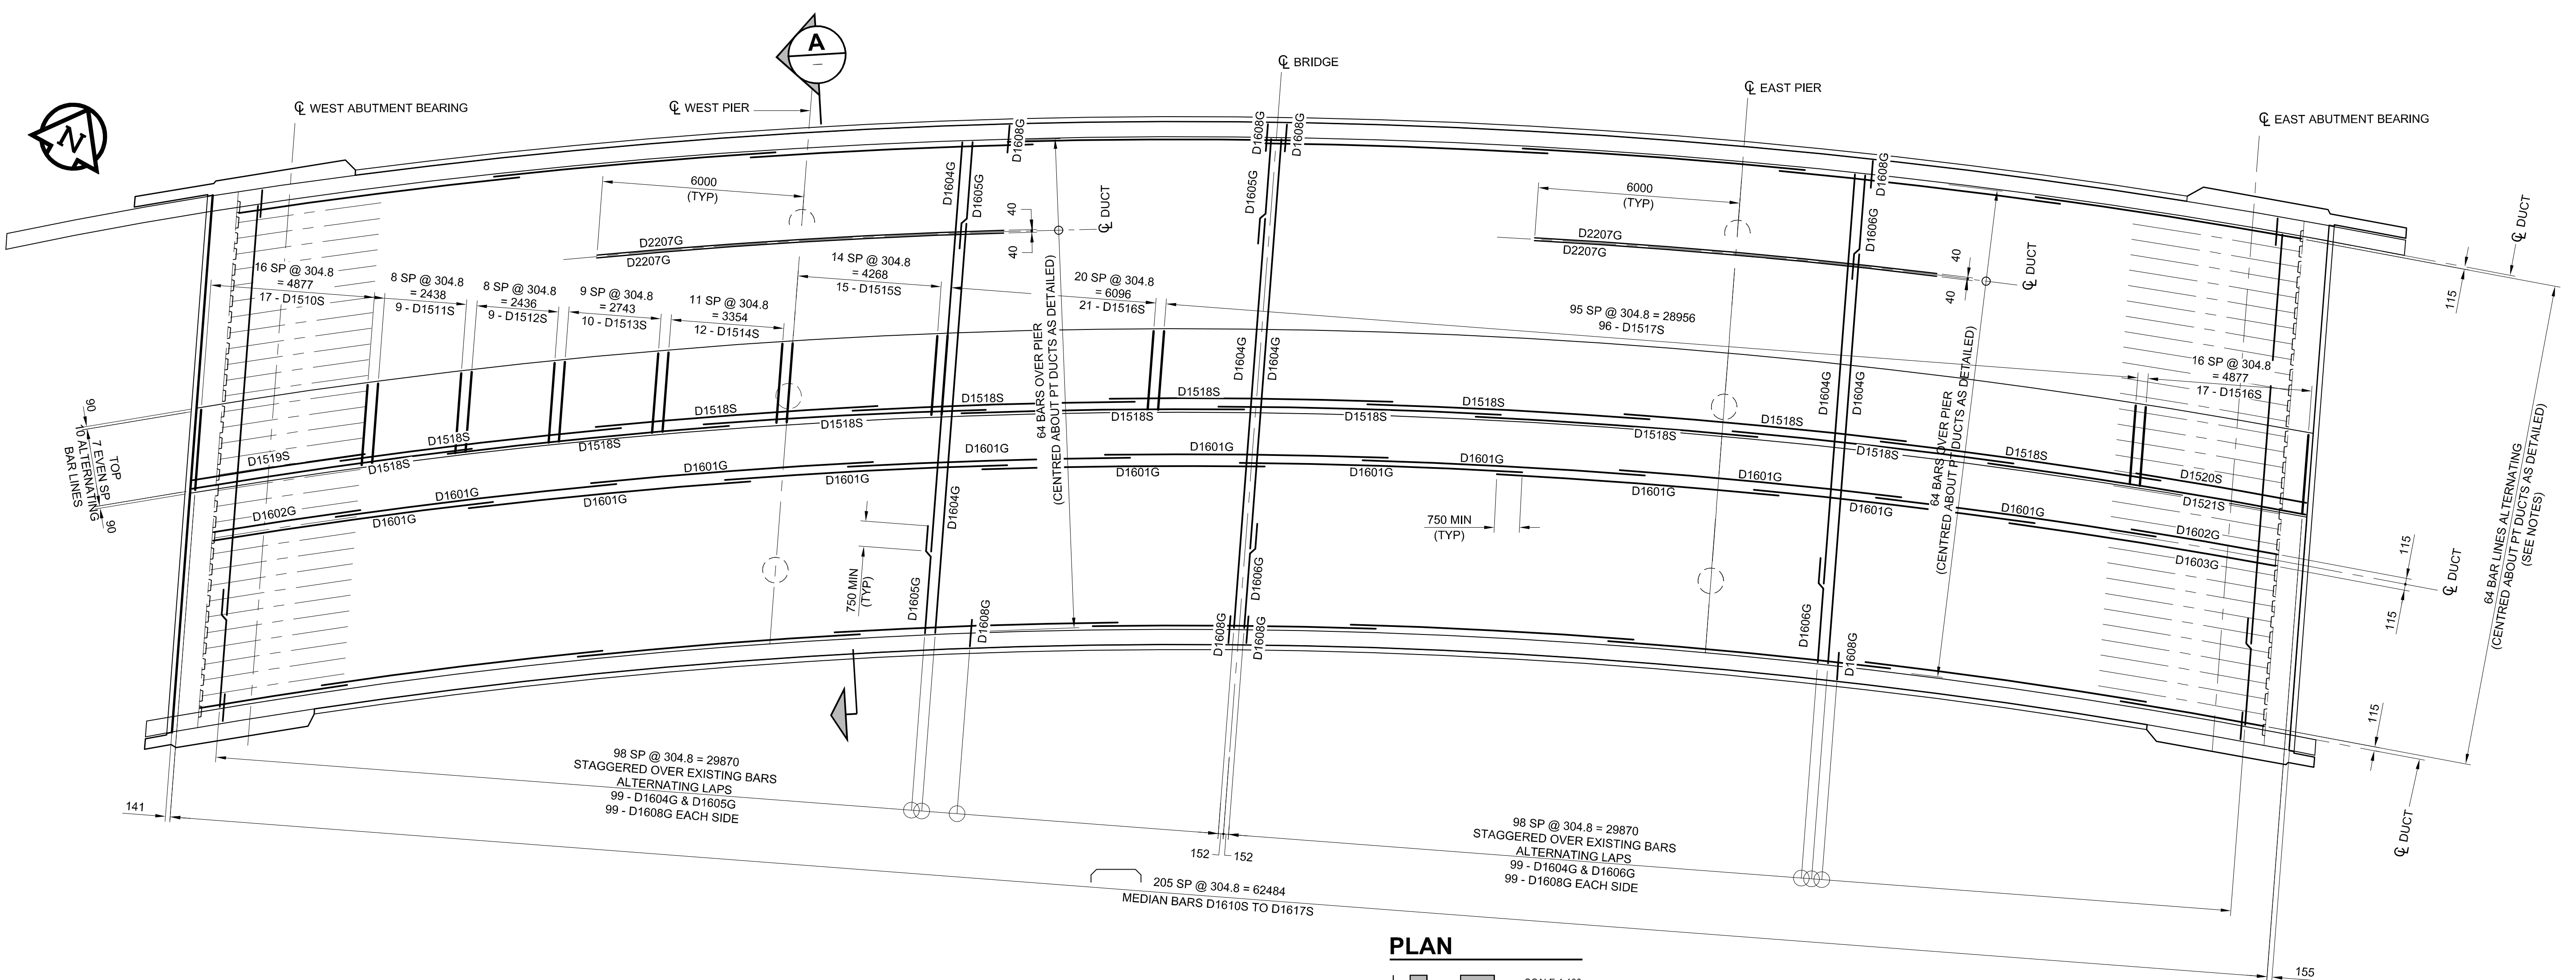 A
–
℄ BRIDGE
℄ EAST PIER
℄ WEST PIER
℄ WEST ABUTMENT BEARING
℄ EAST ABUTMENT BEARING
N
D1608G
D1608G
D1608G
D1608G
D1604G
D1605G
D1605G
D1606G
6000
(TYP)
6000
(TYP)
40
40
℄ DUCT
40
40
℄ DUCT
℄ DUCT
115
D2207G
D2207G
D2207G
D2207G
16 SP @ 304.8
= 4877
17 - D1510S
8 SP @ 304.8
= 2438
9 - D1511S
8 SP @ 304.8
= 2436
9 - D1512S
9 SP @ 304.8
= 2743
10 - D1513S
11 SP @ 304.8
= 3354
12 - D1514S
14 SP @ 304.8
= 4268
15 - D1515S
20 SP @ 304.8
= 6096
21 - D1516S
95 SP @ 304.8 = 28956
96 - D1517S
16 SP @ 304.8
= 4877
17 - D1516S
64 BARS OVER PIER
(CENTRED ABOUT PT DUCTS AS DETAILED)
64 BARS OVER PIER
(CENTRED ABOUT PT DUCTS AS DETAILED)
64 BAR LINES ALTERNATING
(CENTRED ABOUT PT DUCTS AS DETAILED)
(SEE NOTES)
D1604G
D1604G
D1604G
D1604G
90
TOP
7 EVEN SP
10 ALTERNATING
BAR LINES
90
D1519S
D1518S
D1518S
D1518S
D1518S
D1518S
D1518S
D1518S
D1520S
D1518S
D1518S
D1518S
D1518S
D1518S
D1518S
D1518S
D1521S
D1602G
D1601G
D1601G
D1601G
D1601G
D1601G
D1601G
D1601G
D1602G
D1601G
D1601G
D1601G
D1601G
D1601G
D1601G
D1601G
D1603G
D1604G
D1605G
D1606G
D1606G
750 MIN
(TYP)
750 MIN
(TYP)
115
115
℄ DUCT
115
℄ DUCT
D1608G
D1608G
D1608G
D1608G
98 SP @ 304.8 = 29870
STAGGERED OVER EXISTING BARS
ALTERNATING LAPS
99 - D1604G & D1605G
99 - D1608G EACH SIDE
98 SP @ 304.8 = 29870
STAGGERED OVER EXISTING BARS
ALTERNATING LAPS
99 - D1604G & D1606G
99 - D1608G EACH SIDE
141
152
152
155
205 SP @ 304.8 = 62484
MEDIAN BARS D1610S TO D1617S
PLAN